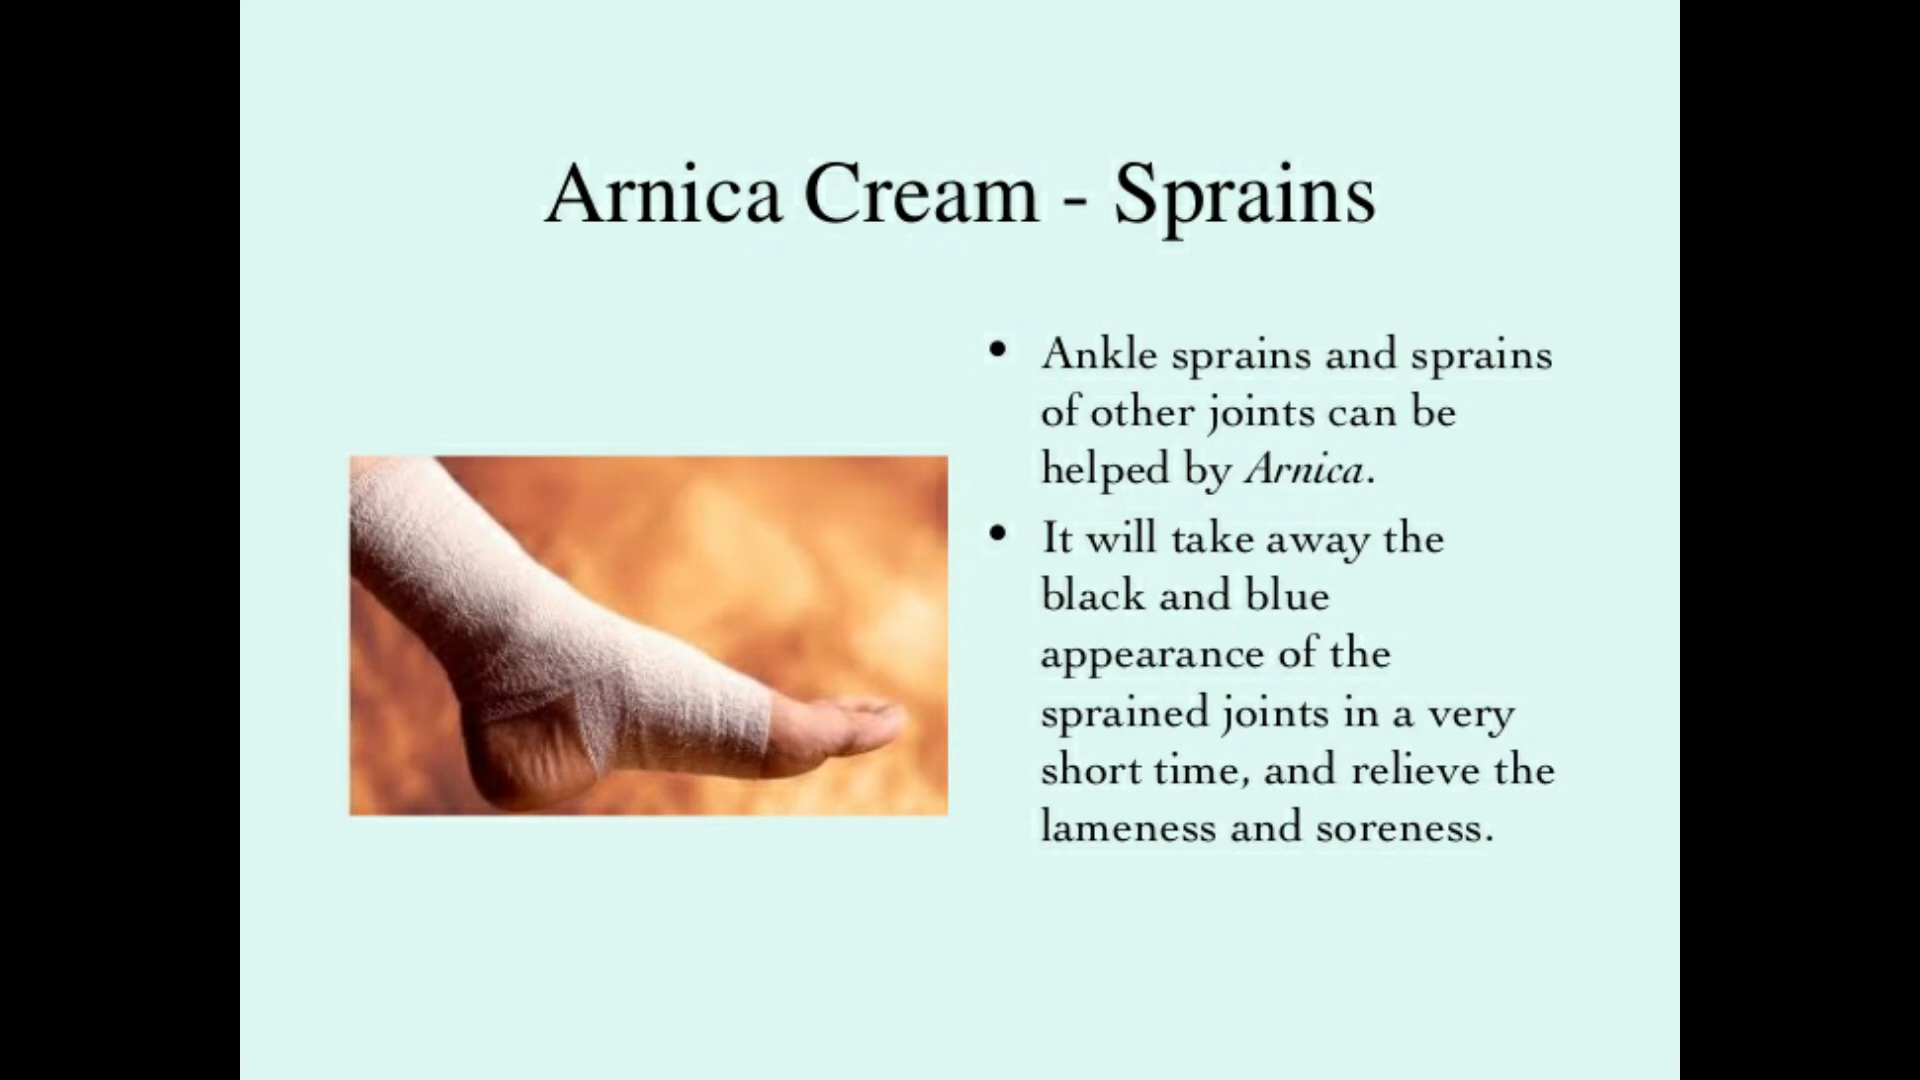 Arnica Cream - Sprains
• Ankle sprains and sprains
of other joints can be
helped by Arnica.
• It will take away the
black and blue
appearance of the
sprained joints in a very
short time, and relieve the
lameness and soreness.